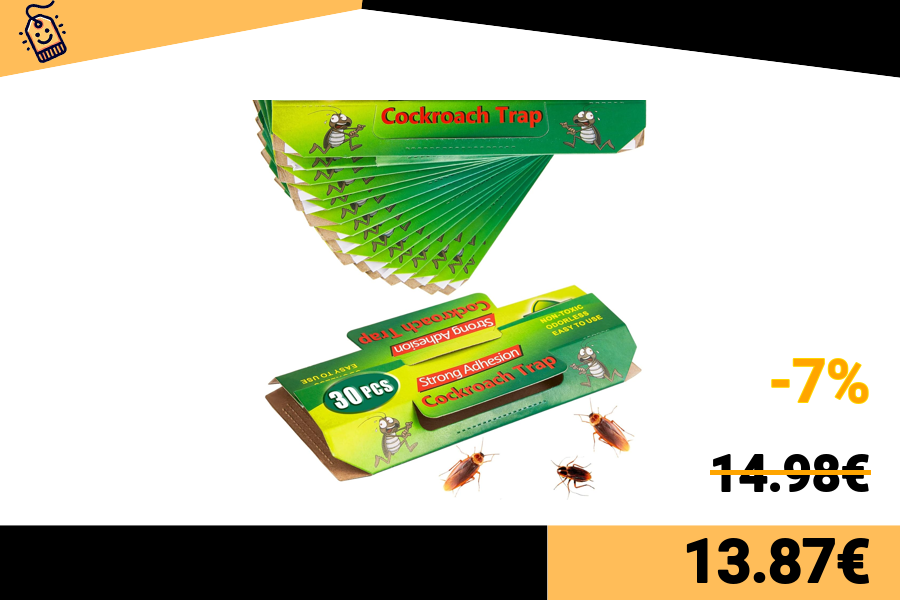 Cockroach Trap
Cockroach Trap
Strong Adhesion
NON-TOXIC
ODORLESS
EASY TO USE
EASY TO USE
Strong Adhesion
Cockroach Trap
30 PCS
-7%
14.98€
13.87€